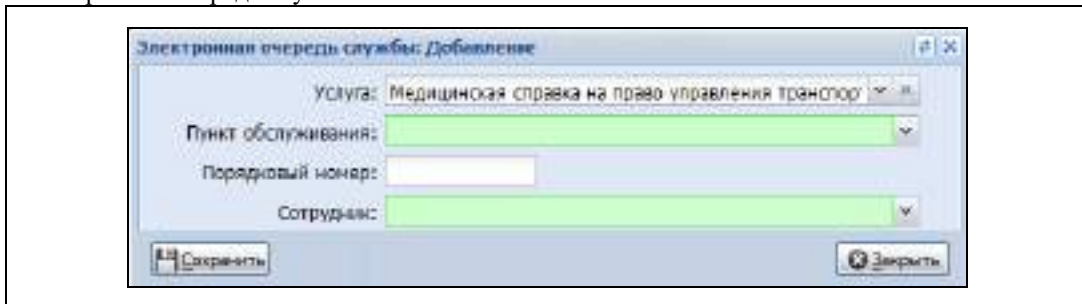 Электронная очередь службы: Добавление
Услуга: Медицинская справка на право управления транспор
Пункт обслуживания:
Порядковый номер:
Сотрудник:
Сохранить
Закрыть